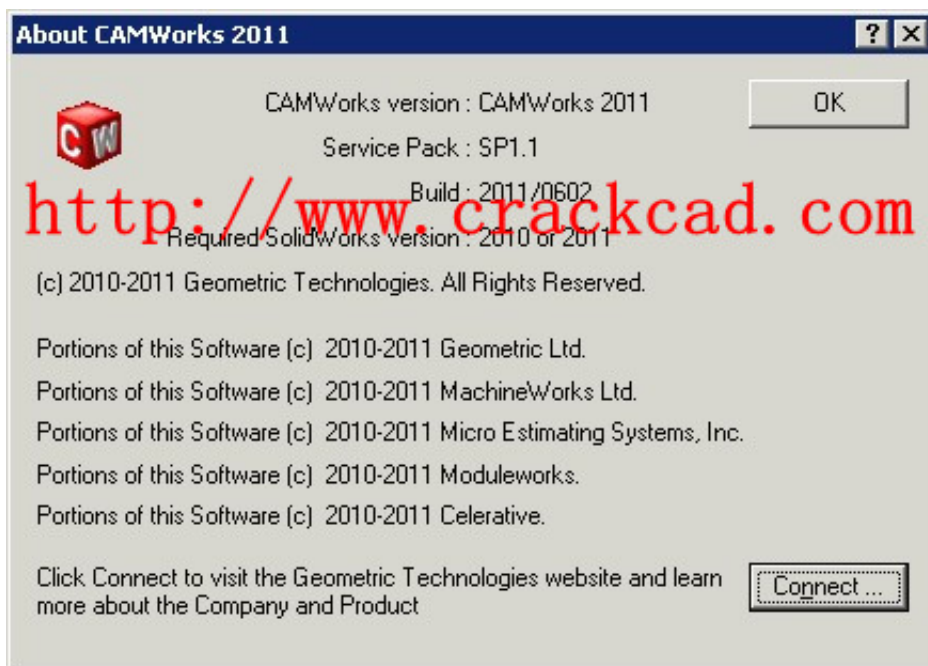 About CAMWorks 2011
? X
CW
CAMWorks version : CAMWorks 2011
OK
Service Pack : SP1.1
Build : 2011/0602
http://www.crackcad.com
Required SolidWorks version : 2010 or 2011
(c) 2010-2011 Geometric Technologies. All Rights Reserved.
Portions of this Software (c) 2010-2011 Geometric Ltd.
Portions of this Software (c) 2010-2011 MachineWorks Ltd.
Portions of this Software (c) 2010-2011 Micro Estimating Systems, Inc.
Portions of this Software (c) 2010-2011 Moduleworks.
Portions of this Software (c) 2010-2011 Celerative.
Click Connect to visit the Geometric Technologies website and learn
more about the Company and Product
Connect ...